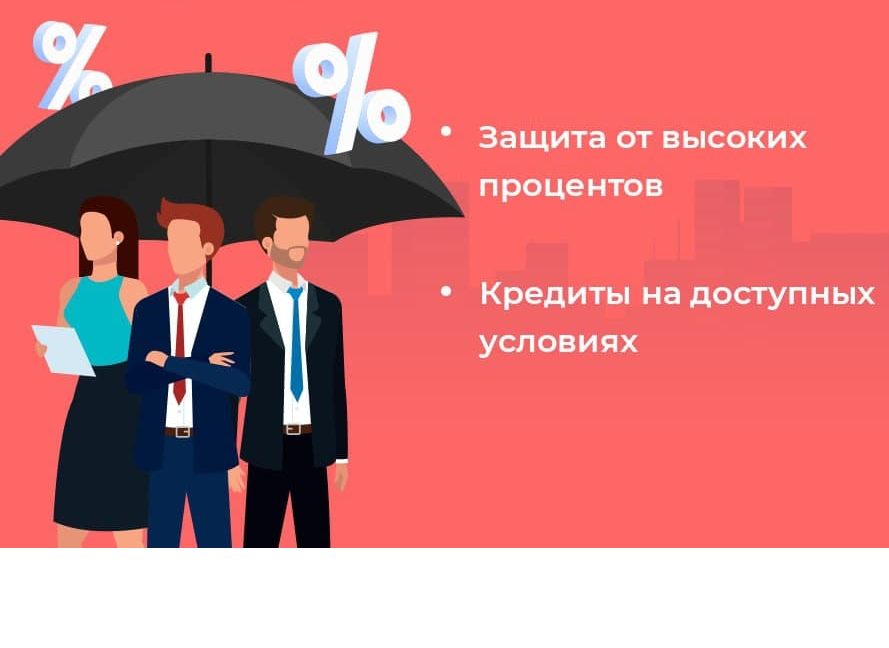 %
%
• Защита от высоких
процентов
• Кредиты на доступных
условиях